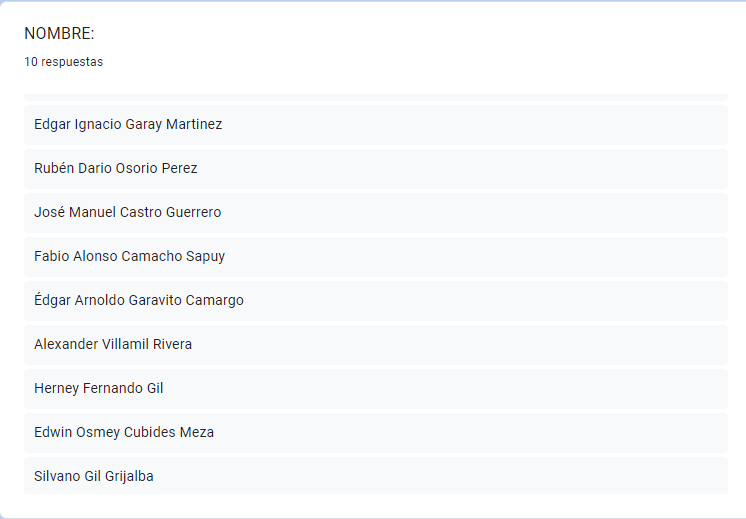 NOMBRE:
10 respuestas
Edgar Ignacio Garay Martinez
Rubén Dario Osorio Perez
José Manuel Castro Guerrero
Fabio Alonso Camacho Sapuy
Édgar Arnoldo Garavito Camargo
Alexander Villamil Rivera
Herney Fernando Gil
Edwin Osmey Cubides Meza
Silvano Gil Grijalba